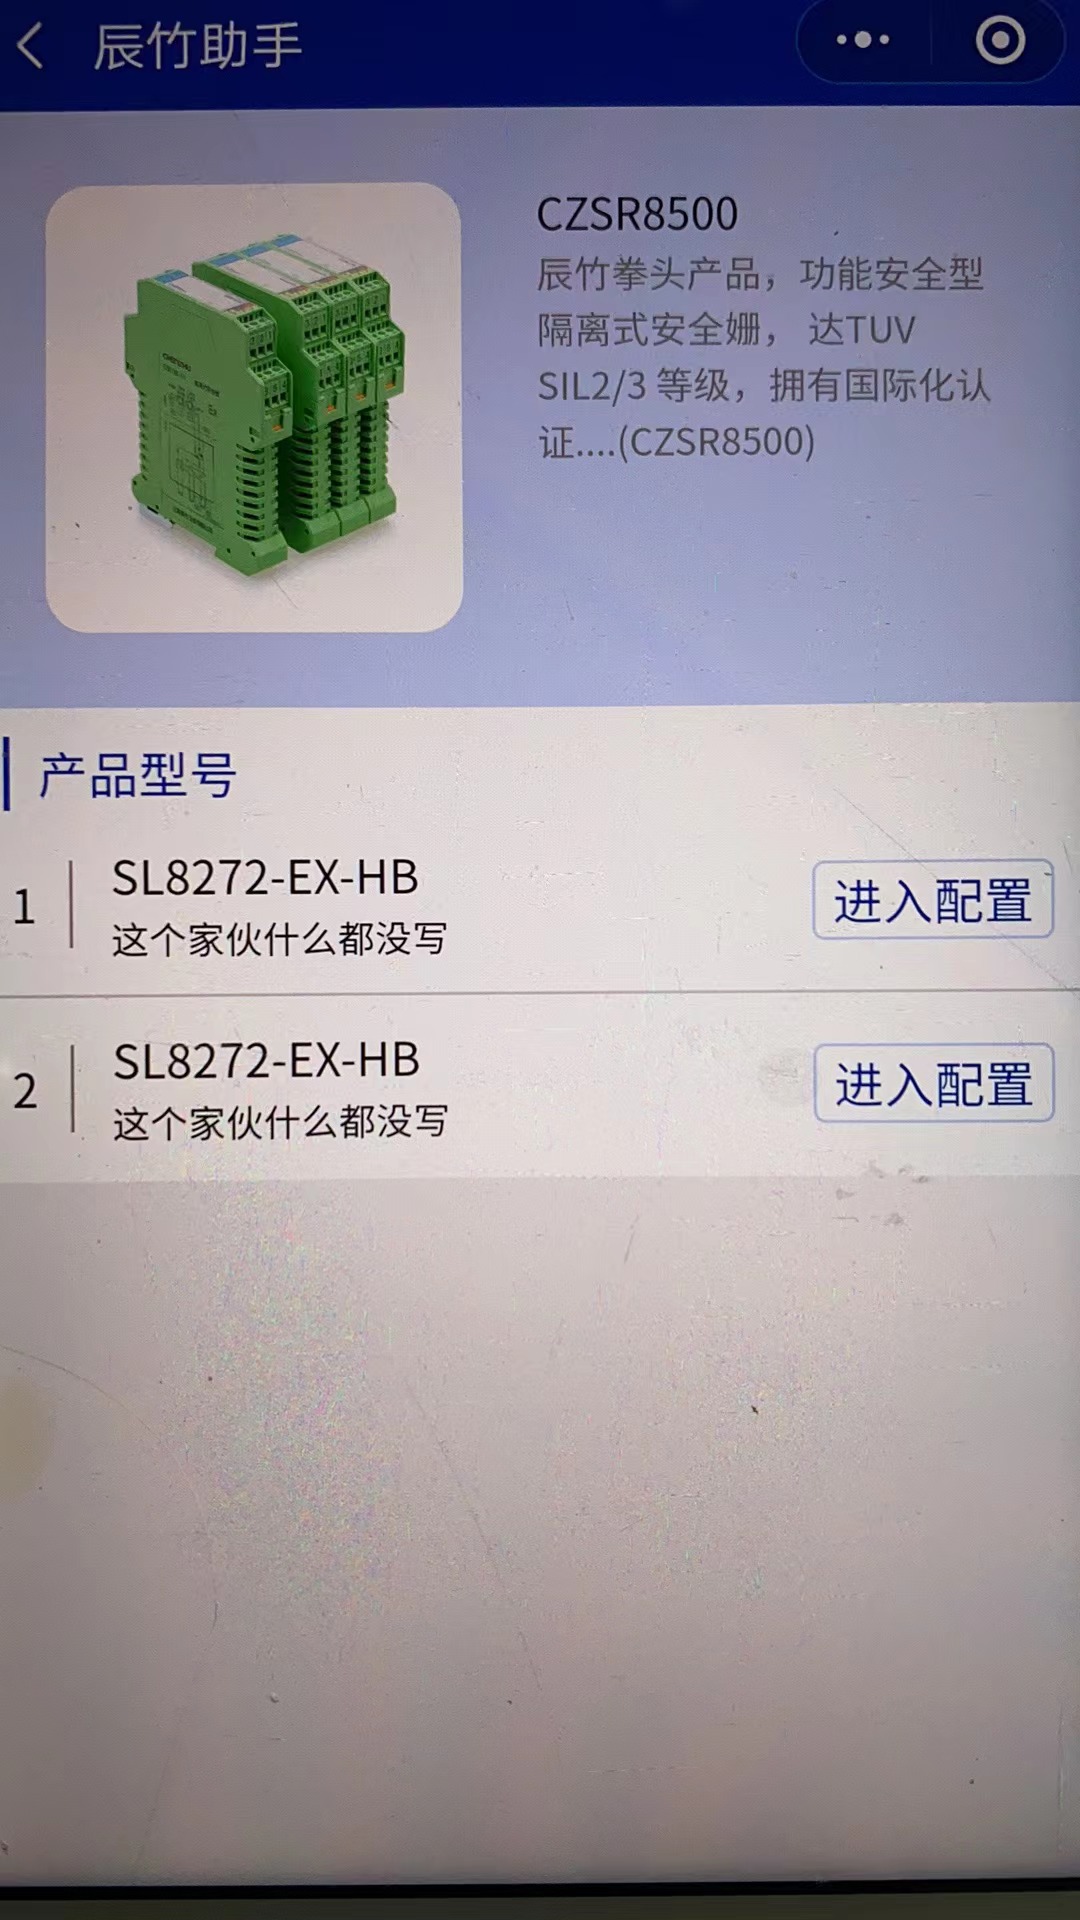 辰竹助手
CZSR8500
辰竹拳头产品，功能安全型
隔离式安全姗， 达TUV
SIL2/3 等级，拥有国际化认
证....(CZSR8500)
产品型号
1
SL8272-EX-HB
这个家伙什么都没写
进入配置
2
SL8272-EX-HB
这个家伙什么都没写
进入配置